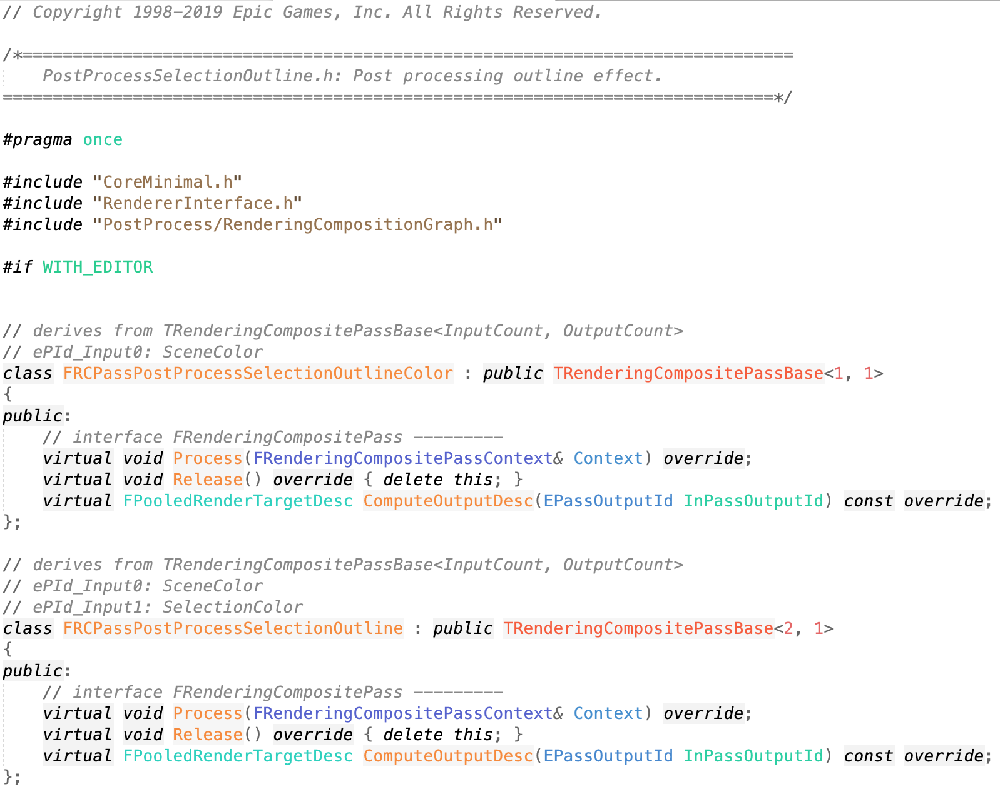 // Copyright 1998-2019 Epic Games, Inc. All Rights Reserved.
/*=============================================================================
PostProcessSelectionOutline.h: Post processing outline effect.
=============================================================================*/
#pragma once
#include "CoreMinimal.h"
#include "RendererInterface.h"
#include "PostProcess/RenderingCompositionGraph.h"
#if WITH_EDITOR
// derives from TRenderingCompositePassBase<InputCount, OutputCount>
// ePId_Input0: SceneColor
class FRCPassPostProcessSelectionOutlineColor : public TRenderingCompositePassBase<1, 1>
{
public:
// interface FRenderingCompositePass ---------
virtual void Process(FRenderingCompositePassContext& Context) override;
virtual void Release() override { delete this; }
virtual FPooledRenderTargetDesc ComputeOutputDesc(EPassOutputId InPassOutputId) const override;
};
// derives from TRenderingCompositePassBase<InputCount, OutputCount>
// ePId_Input0: SceneColor
// ePId_Input1: SelectionColor
class FRCPassPostProcessSelectionOutline : public TRenderingCompositePassBase<2, 1>
{
public:
// interface FRenderingCompositePass ---------
virtual void Process(FRenderingCompositePassContext& Context) override;
virtual void Release() override { delete this; }
virtual FPooledRenderTargetDesc ComputeOutputDesc(EPassOutputId InPassOutputId) const override;
};